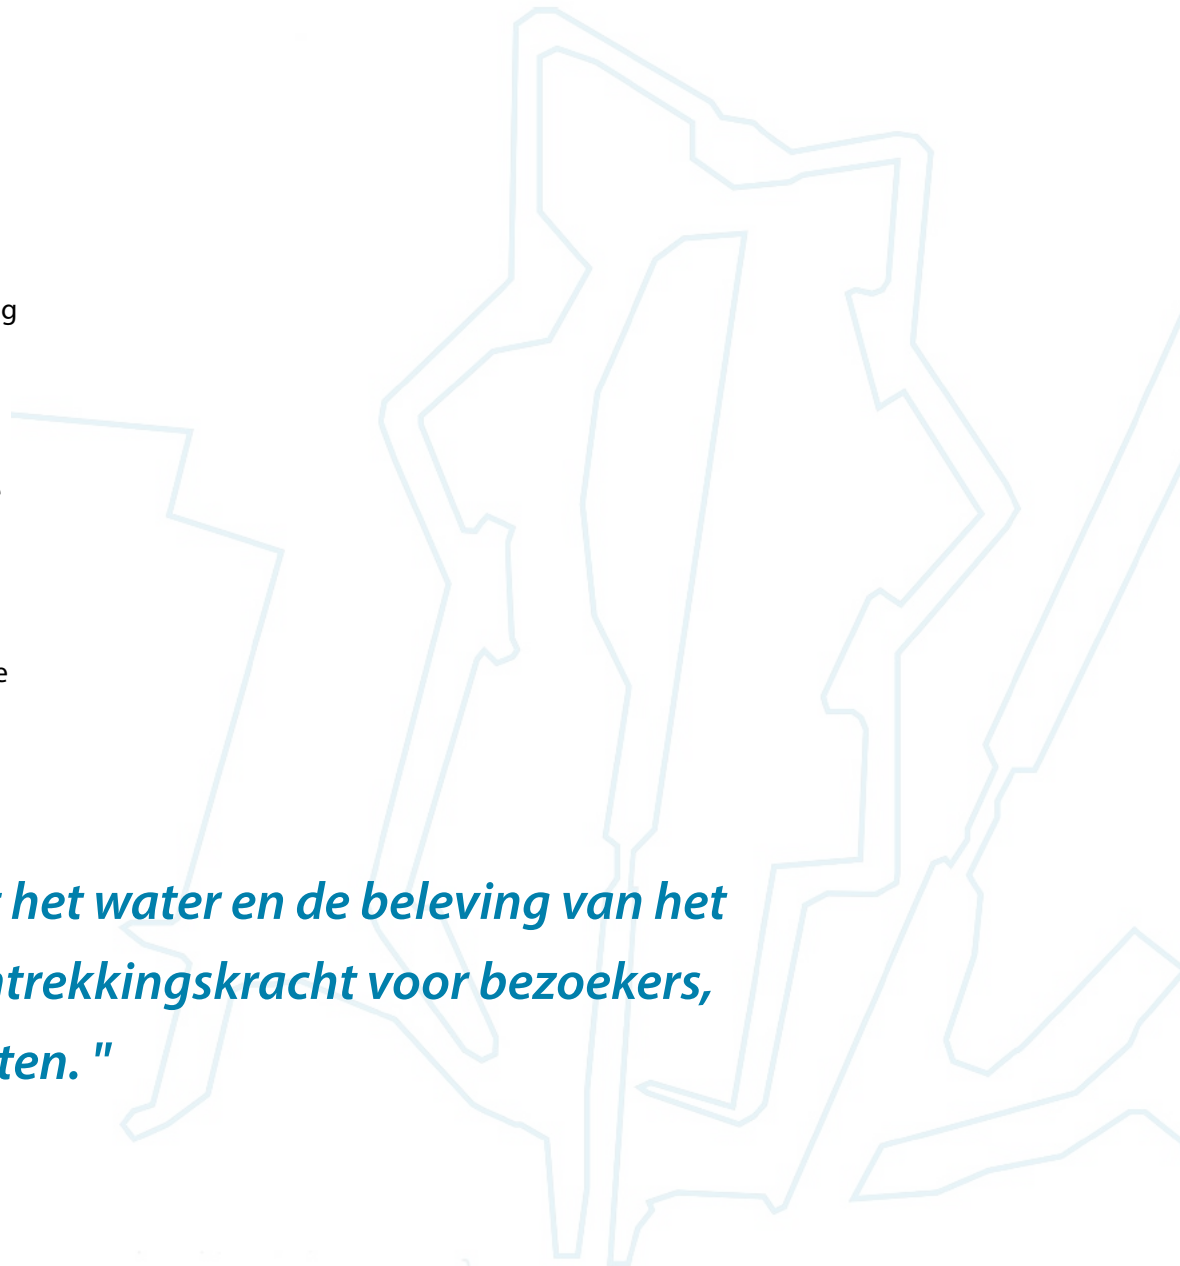 g
e
het water en de beleving van het
ntrekkingskracht voor bezoekers,
ten. "